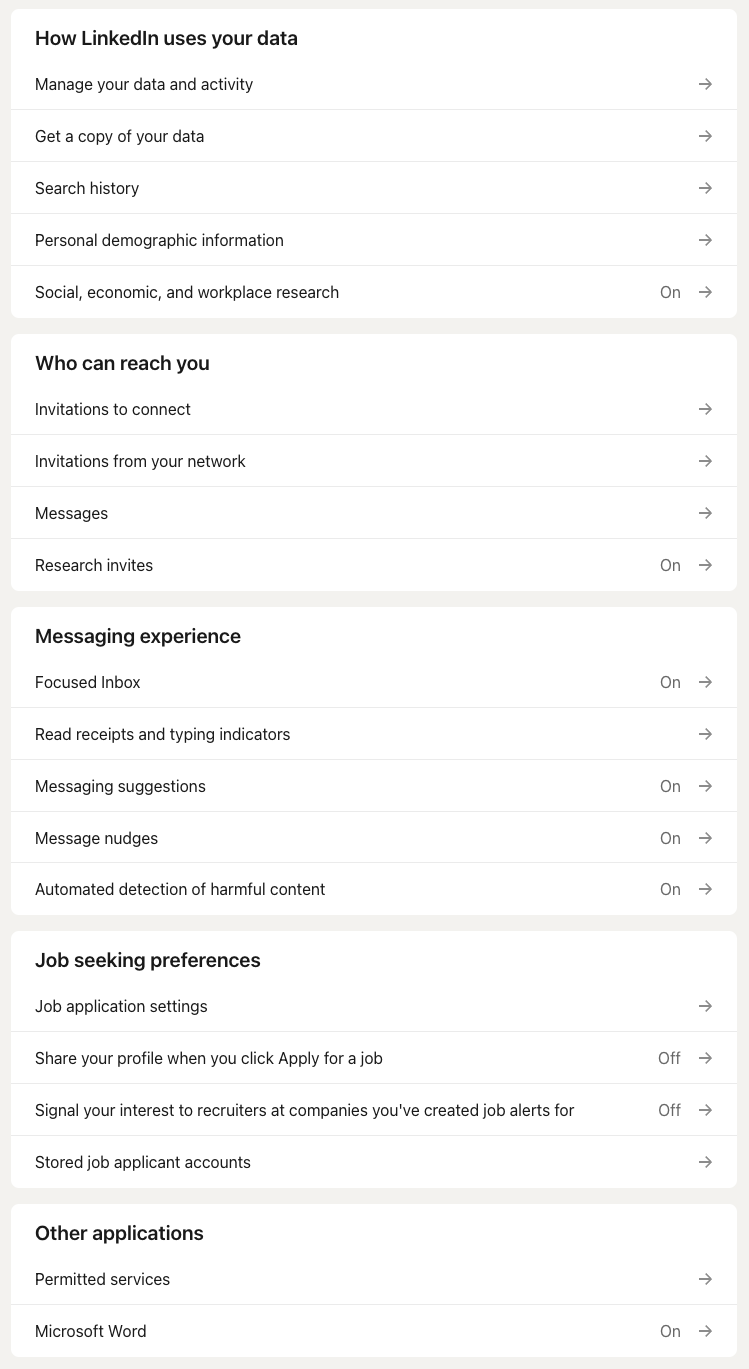 How LinkedIn uses your data
Manage your data and activity
Get a copy of your data
Search history
Personal demographic information
Social, economic, and workplace research On
Who can reach you
Invitations to connect
Invitations from your network
Messages
Research invites On
Messaging experience
Focused Inbox On
Read receipts and typing indicators
Messaging suggestions On
Message nudges On
Automated detection of harmful content On
Job seeking preferences
Job application settings
Share your profile when you click Apply for a job Off
Signal your interest to recruiters at companies you've created job alerts for Off
Stored job applicant accounts
Other applications
Permitted services
Microsoft Word On